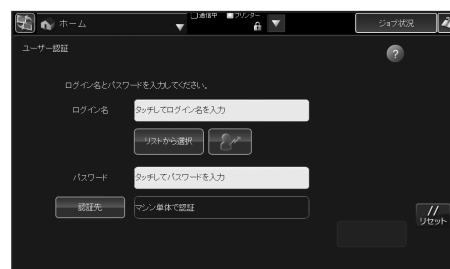 ホーム
通信中 プリンター
ジョブ状況
ユーザー認証
?
ログイン名とパスワードを入力してください。
ログイン名
タッチしてログイン名を入力
リストから選択
パスワード
タッチしてパスワードを入力
認証先
マシン単体で認証
リセット